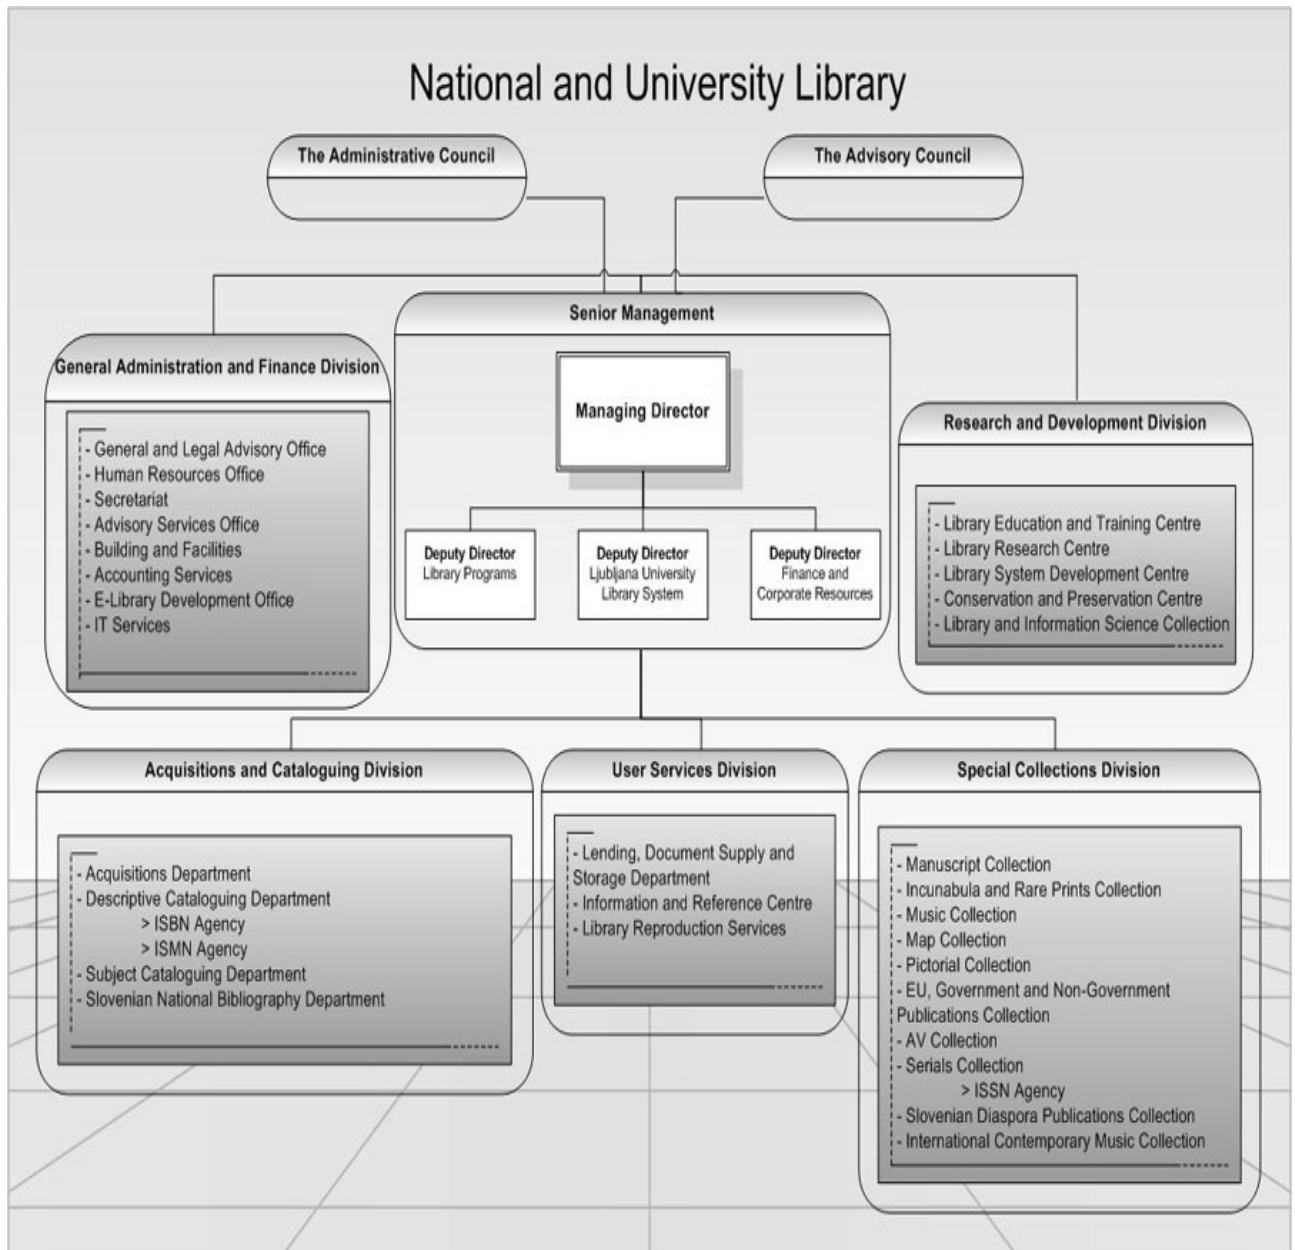 National and University Library
The Administrative Council
The Advisory Council
Senior Management
Managing Director
Deputy Director
Library Programs
Deputy Director
Ljubljana University
Library System
Deputy Director
Finance and
Corporate Resources
General Administration and Finance Division
- General and Legal Advisory Office
- Human Resources Office
- Secretariat
- Advisory Services Office
- Building and Facilities
- Accounting Services
- E-Library Development Office
- IT Services
Research and Development Division
- Library Education and Training Centre
- Library Research Centre
- Library System Development Centre
- Conservation and Preservation Centre
- Library and Information Science Collection
Acquisitions and Cataloguing Division
- Acquisitions Department
- Descriptive Cataloguing Department
> ISBN Agency
> ISMN Agency
- Subject Cataloguing Department
- Slovenian National Bibliography Department
User Services Division
- Lending, Document Supply and
Storage Department
- Information and Reference Centre
- Library Reproduction Services
Special Collections Division
- Manuscript Collection
- Incunabula and Rare Prints Collection
- Music Collection
- Map Collection
- Pictorial Collection
- EU, Government and Non-Government
Publications Collection
- AV Collection
- Serials Collection
> ISSN Agency
- Slovenian Diaspora Publications Collection
- International Contemporary Music Collection